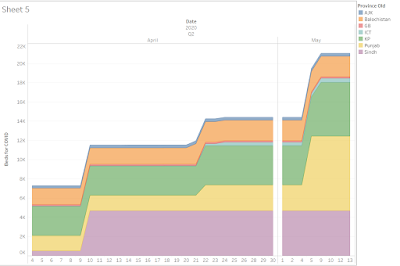 Sheet 5
Date
2020
Q2
April
May
Beds for COVID
22K
20K
18K
16K
14K
12K
10K
8K
6K
4K
2K
0K
4 5 6 7 8 9 10 11 12 13 14 15 16 17 18 19 20 21 22 23 24 25 26 27 28 29 30 1 2 4 5 6 9 10 11 12 13
Province Old
AJK
Balochistan
GB
ICT
KP
Punjab
Sindh